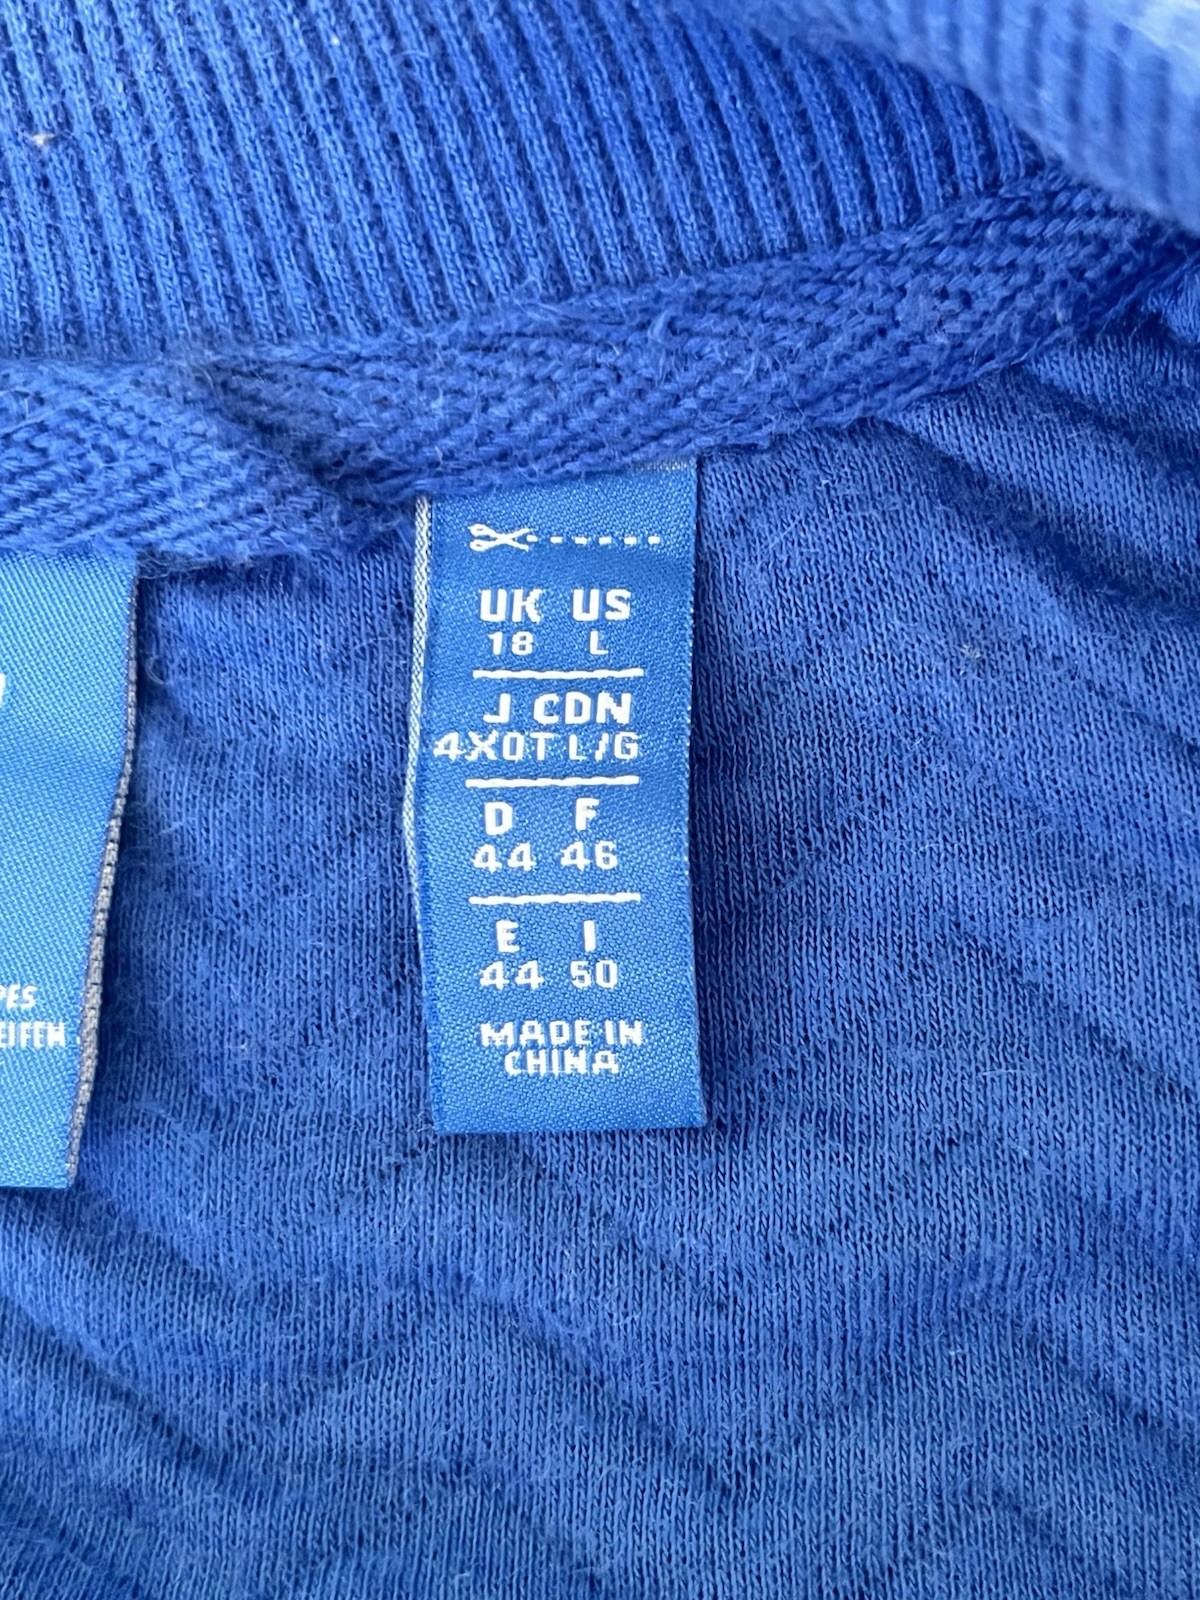 UK US
18 L
J CDN
4XOT L/G
D F
44 46
E I
44 50
MADE IN
CHINA